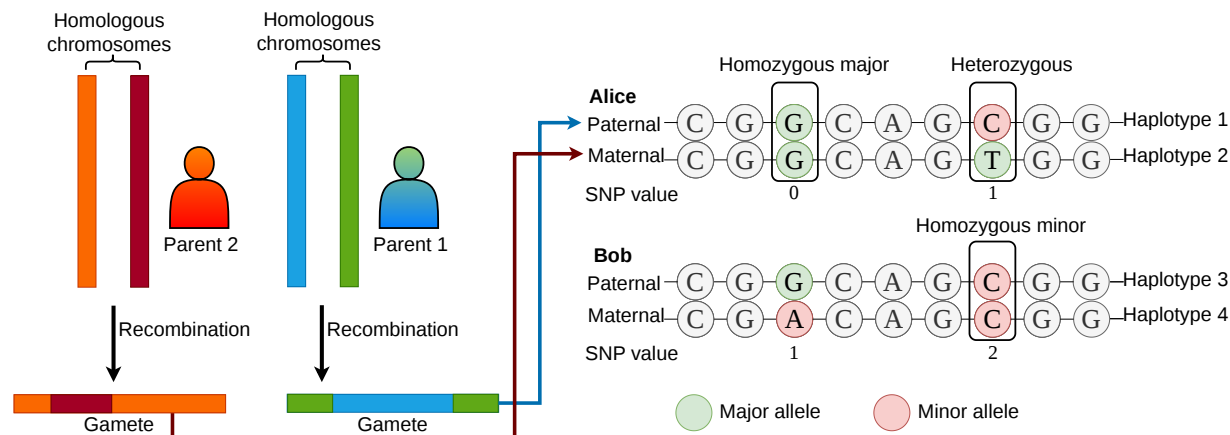 Homologous
chromosomes
Homologous
chromosomes
Parent 2
Parent 1
Recombination
Recombination
Gamete
Gamete
Homozygous major
Heterozygous
Alice
Paternal C G G C A G C G G Haplotype 1
Maternal C G G C A G T G G Haplotype 2
SNP value 0 1
Homozygous minor
Bob
Paternal C G G C A G C G G Haplotype 3
Maternal C G A C A G C G G Haplotype 4
SNP value 1 2
Major allele
Minor allele